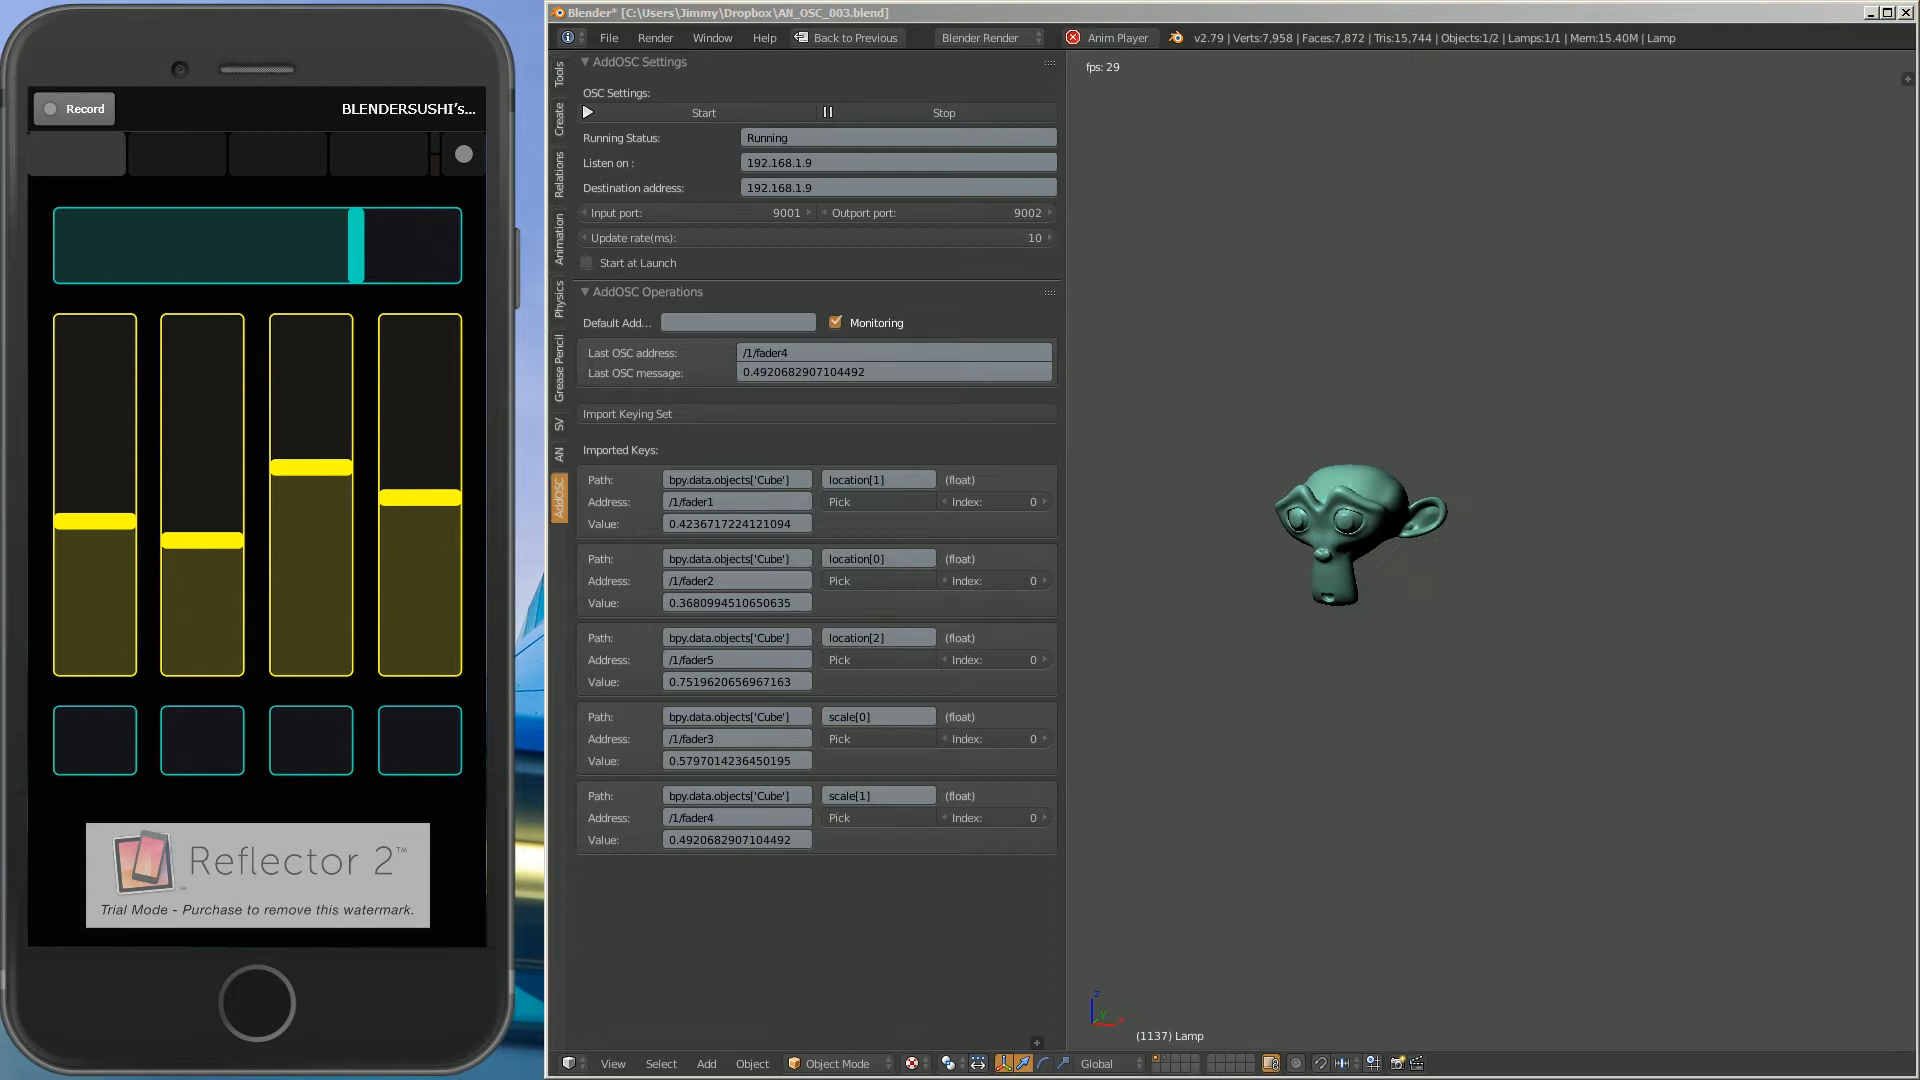 Record
BLENDERSUSHI's...
Reflector 2™
Trial Mode - Purchase to remove this watermark.
Blender* [C:\Users\Jimmy\Dropbox\AN_OSC_003.blend]
File Render Window Help Back to Previous Blender Render Anim Player v2.79 | Verts:7,958 | Faces:7,872 | Tris:15,744 | Objects:1/2 | Lamps:1/1 | Mem:15.40M | Lamp
Tools
Create
Relations
Animation
Physics
Grease Pencil
SV
AN
AddOSC
AddOSC Settings
OSC Settings:
Start Stop
Running Status: Running
Listen on : 192.168.1.9
Destination address: 192.168.1.9
Input port: 9001 Outport port: 9002
Update rate(ms): 10
Start at Launch
AddOSC Operations
Default Add... Monitoring
Last OSC address: /1/fader4
Last OSC message: 0.4920682907104492
Import Keying Set
Imported Keys:
Path: bpy.data.objects['Cube'] location[1] (float)
Address: /1/fader1 Pick Index: 0
Value: 0.4236717224121094
Path: bpy.data.objects['Cube'] location[0] (float)
Address: /1/fader2 Pick Index: 0
Value: 0.3680994510650635
Path: bpy.data.objects['Cube'] location[2] (float)
Address: /1/fader5 Pick Index: 0
Value: 0.7519620656967163
Path: bpy.data.objects['Cube'] scale[0] (float)
Address: /1/fader3 Pick Index: 0
Value: 0.5797014236450195
Path: bpy.data.objects['Cube'] scale[1] (float)
Address: /1/fader4 Pick Index: 0
Value: 0.4920682907104492
fps: 29
z
y
x
(1137) Lamp
View Select Add Object Object Mode Global